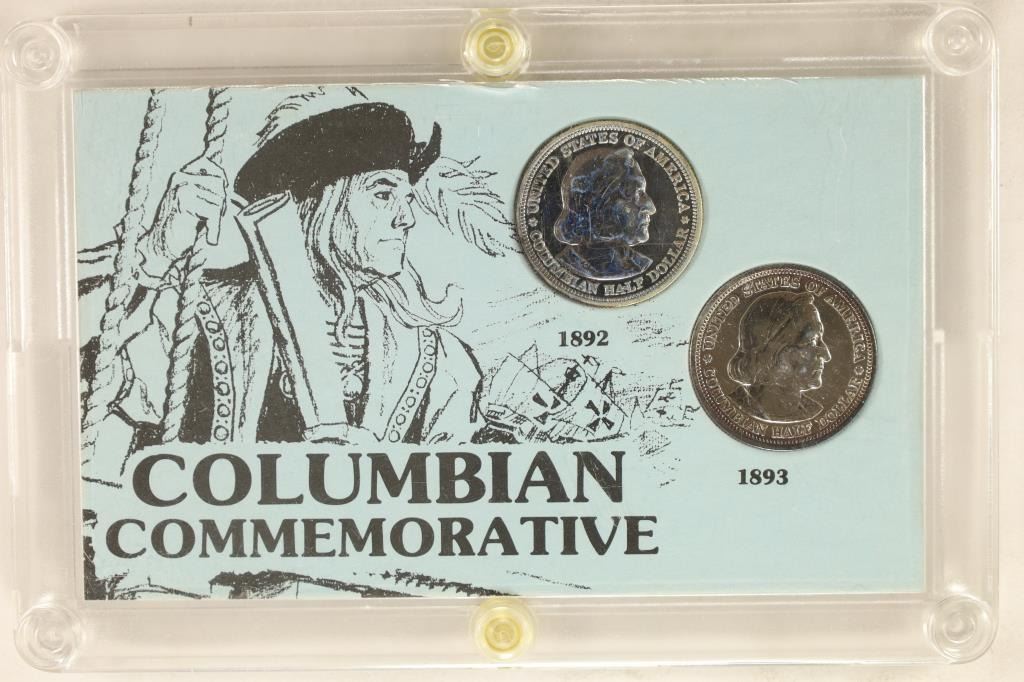 UNITED STATES OF AMERICA
COLUMBIAN HALF DOLLAR
1892
UNITED STATES OF AMERICA
COLUMBIAN HALF DOLLAR
1893
COLUMBIAN
COMMEMORATIVE